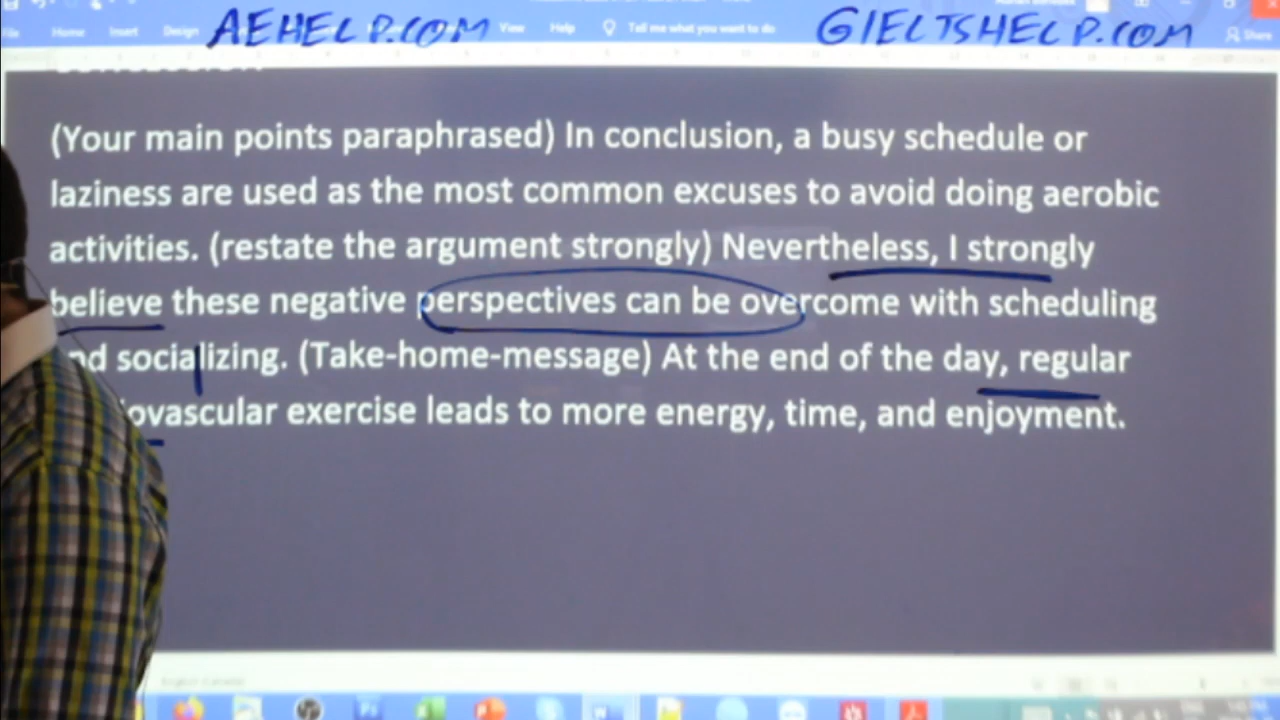 AEHELP.COM
GIELTSHELP.COM
File Home Insert Design View Help Tell me what you want to do Share
(Your main points paraphrased) In conclusion, a busy schedule or
laziness are used as the most common excuses to avoid doing aerobic
activities. (restate the argument strongly) Nevertheless, I strongly
believe these negative perspectives can be overcome with scheduling
socializing. (Take-home-message) At the end of the day, regular
exercise leads to more energy, time, and enjoyment.